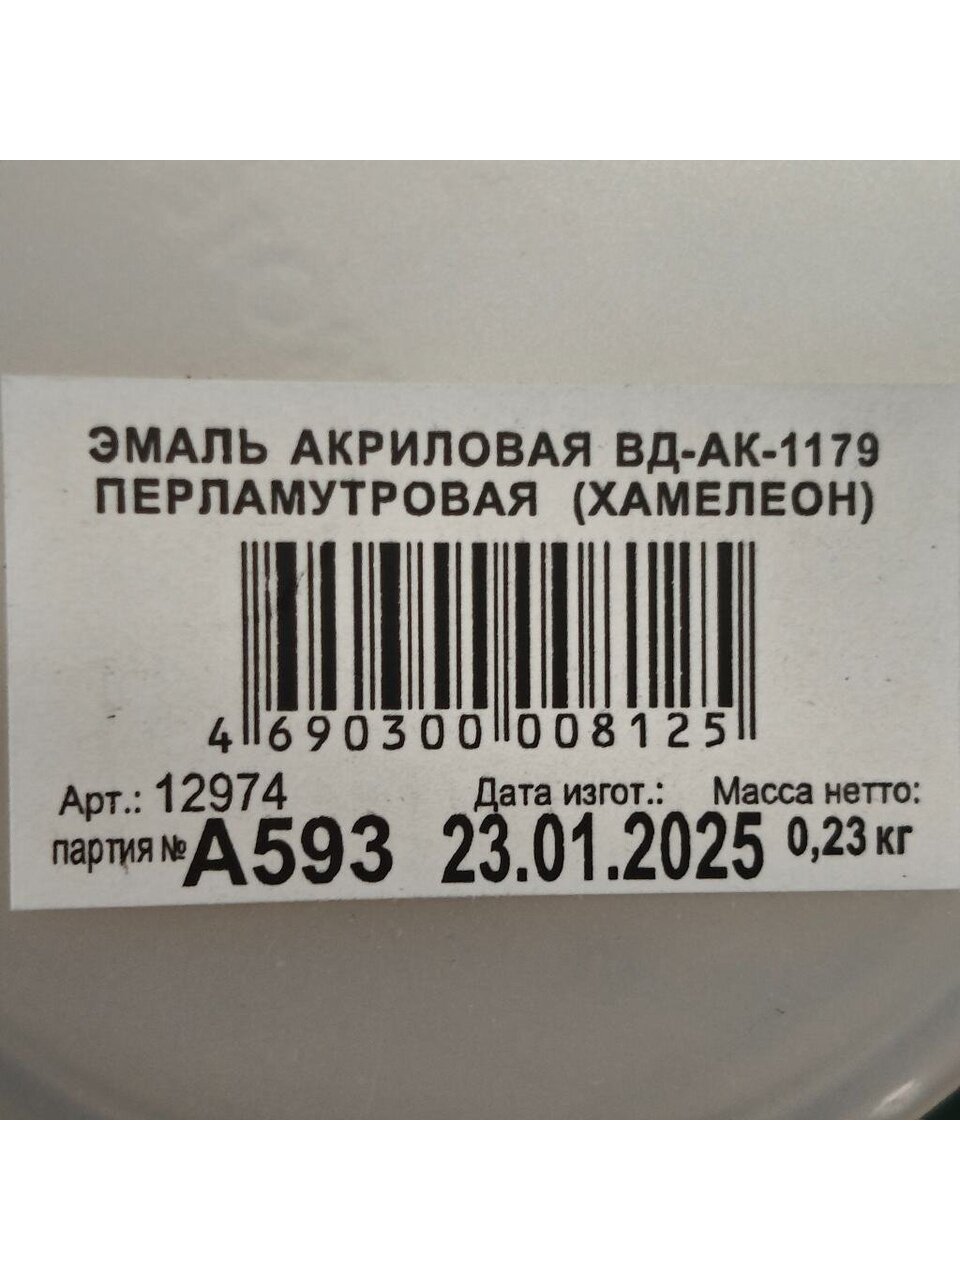 ЭМАЛЬ АКРИЛОВАЯ ВД-АК-1179
ПЕРЛАМУТРОВАЯ (ХАМЕЛЕОН)
4 690300 008125
Арт.: 12974 Дата изгот.: Масса нетто:
партия № А593 23.01.2025 0,23 кг